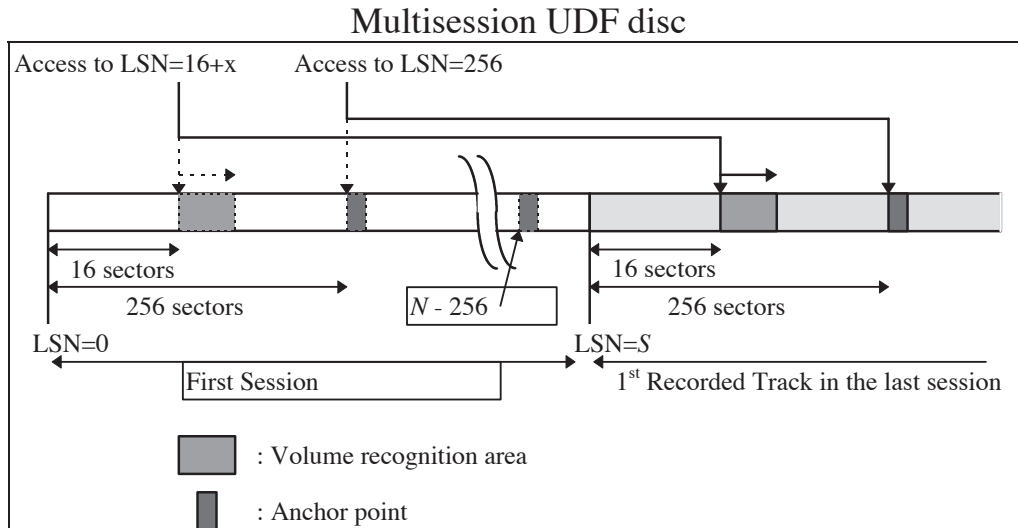 Multisession UDF disc
Access to LSN=16+x
Access to LSN=256
16 sectors
16 sectors
256 sectors
N - 256
256 sectors
LSN=0
LSN=S
First Session
1st Recorded Track in the last session
: Volume recognition area
: Anchor point